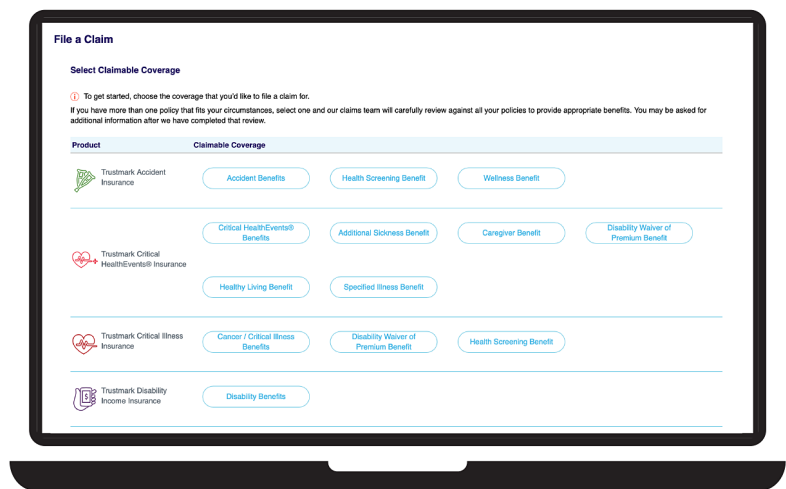 File a Claim
Select Claimable Coverage
To get started, choose the coverage that you'd like to file a claim for.
If you have more than one policy that fits your circumstances, select one and our claims team will carefully review against all your policies to provide appropriate benefits. You may be asked for
additional information after we have completed that review.
Product Claimable Coverage
Trustmark Accident
Insurance
Accident Benefits Health Screening Benefit Wellness Benefit
Trustmark Critical
HealthEvents® Insurance
Critical HealthEvents®
Benefits
Additional Sickness Benefit
Caregiver Benefit
Disability Waiver of
Premium Benefit
Healthy Living Benefit Specified Illness Benefit
Trustmark Critical Illness
Insurance
Cancer / Critical Illness
Benefits
Disability Waiver of
Premium Benefit
Health Screening Benefit
Trustmark Disability
Income Insurance
$
Disability Benefits